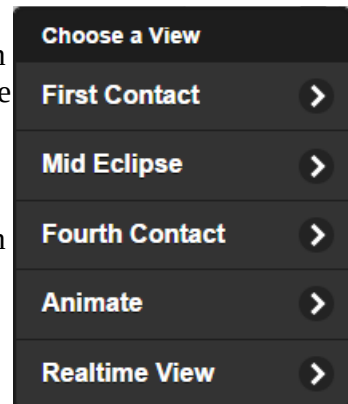 Choose a View
First Contact
Mid Eclipse
Fourth Contact
Animate
Realtime View